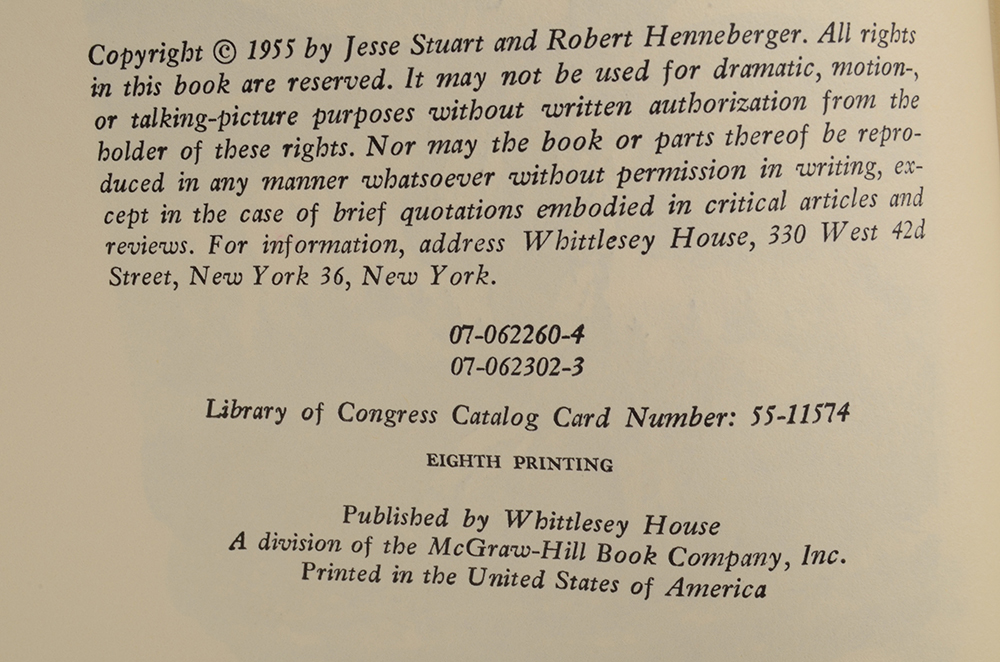 Copyright © 1955 by Jesse Stuart and Robert Henneberger. All rights
in this book are reserved. It may not be used for dramatic, motion-,
or talking-picture purposes without written authorization from the
holder of these rights. Nor may the book or parts thereof be repro-
duced in any manner whatsoever without permission in writing, ex-
cept in the case of brief quotations embodied in critical articles and
reviews. For information, address Whittlesey House, 330 West 42d
Street, New York 36, New York.
07-062260-4
07-062302-3
Library of Congress Catalog Card Number: 55-11574
EIGHTH PRINTING
Published by Whittlesey House
A division of the McGraw-Hill Book Company, Inc.
Printed in the United States of America